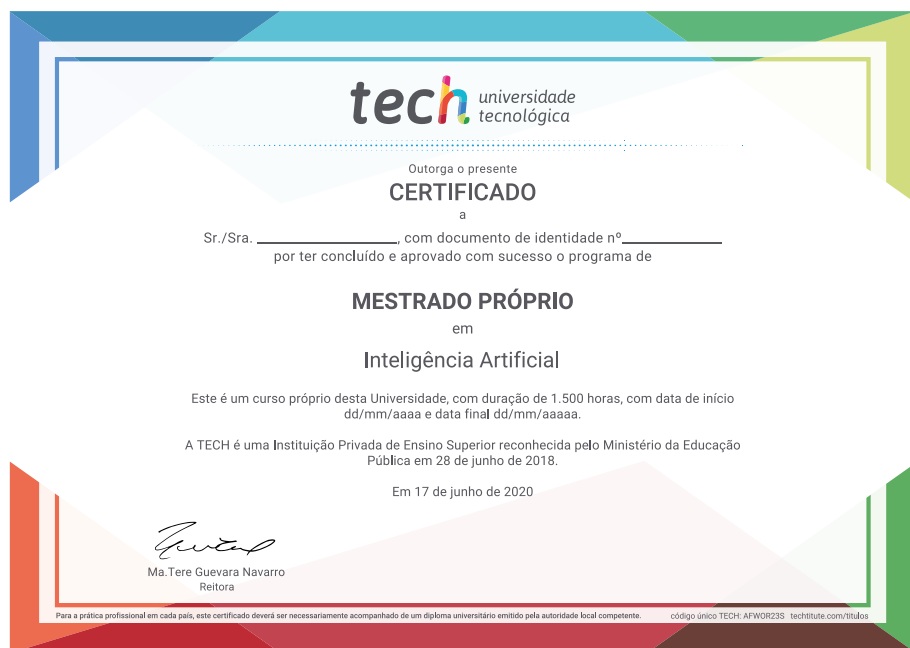 tech universidade
tecnológica
Outorga o presente
CERTIFICADO
a
Sr./Sra. ____________________, com documento de identidade nº______________
por ter concluído e aprovado com sucesso o programa de
MESTRADO PRÓPRIO
em
Inteligência Artificial
Este é um curso próprio desta Universidade, com duração de 1.500 horas, com data de início
dd/mm/aaaa e data final dd/mm/aaaaa.
A TECH é uma Instituição Privada de Ensino Superior reconhecida pelo Ministério da Educação
Pública em 28 de junho de 2018.
Em 17 de junho de 2020
Ma.Tere Guevara Navarro
Reitora
Para a prática profissional em cada país, este certificado deverá ser necessariamente acompanhado de um diploma universitário emitido pela autoridade local competente. código único TECH: AFWOR23S techtitute.com/titulos